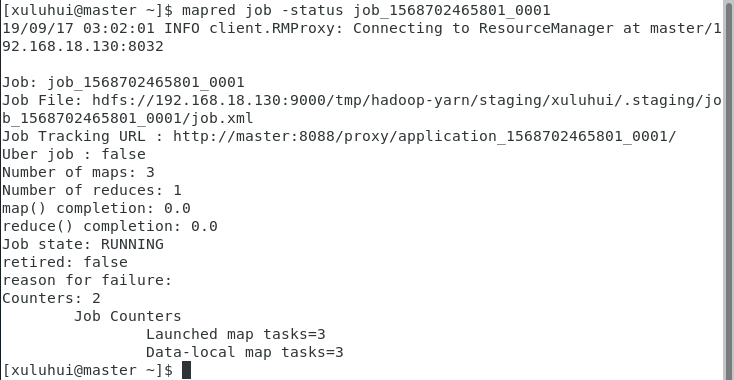 [xuluhui@master ~]$ mapred job -status job_1568702465801_0001
19/09/17 03:02:01 INFO client.RMProxy: Connecting to ResourceManager at master/1
92.168.18.130:8032
Job: job_1568702465801_0001
Job File: hdfs://192.168.18.130:9000/tmp/hadoop-yarn/staging/xuluhui/.staging/jo
b_1568702465801_0001/job.xml
Job Tracking URL : http://master:8088/proxy/application_1568702465801_0001/
Uber job : false
Number of maps: 3
Number of reduces: 1
map() completion: 0.0
reduce() completion: 0.0
Job state: RUNNING
retired: false
reason for failure:
Counters: 2
        Job Counters
                Launched map tasks=3
                Data-local map tasks=3
[xuluhui@master ~]$